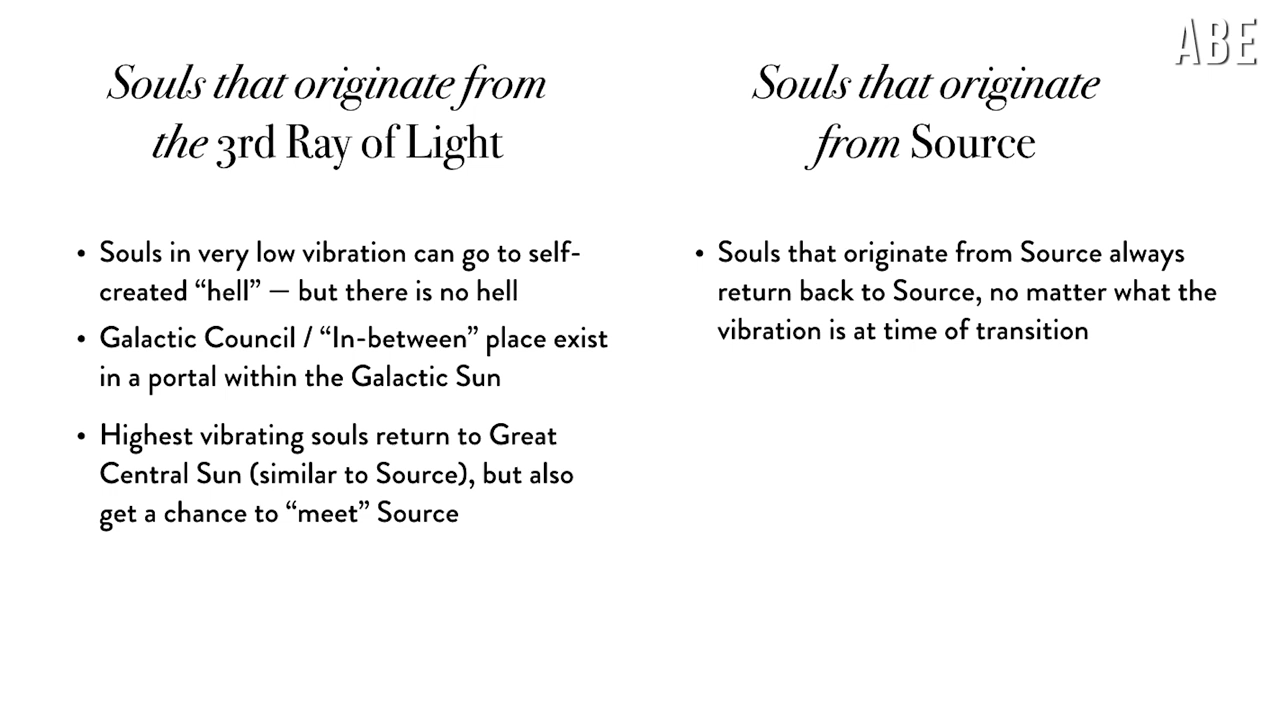 ABE
Souls that originate from
the 3rd Ray of Light
• Souls in very low vibration can go to self-
created “hell” — but there is no hell
• Galactic Council / “In-between” place exist
in a portal within the Galactic Sun
• Highest vibrating souls return to Great
Central Sun (similar to Source), but also
get a chance to “meet” Source
Souls that originate
from Source
• Souls that originate from Source always
return back to Source, no matter what the
vibration is at time of transition